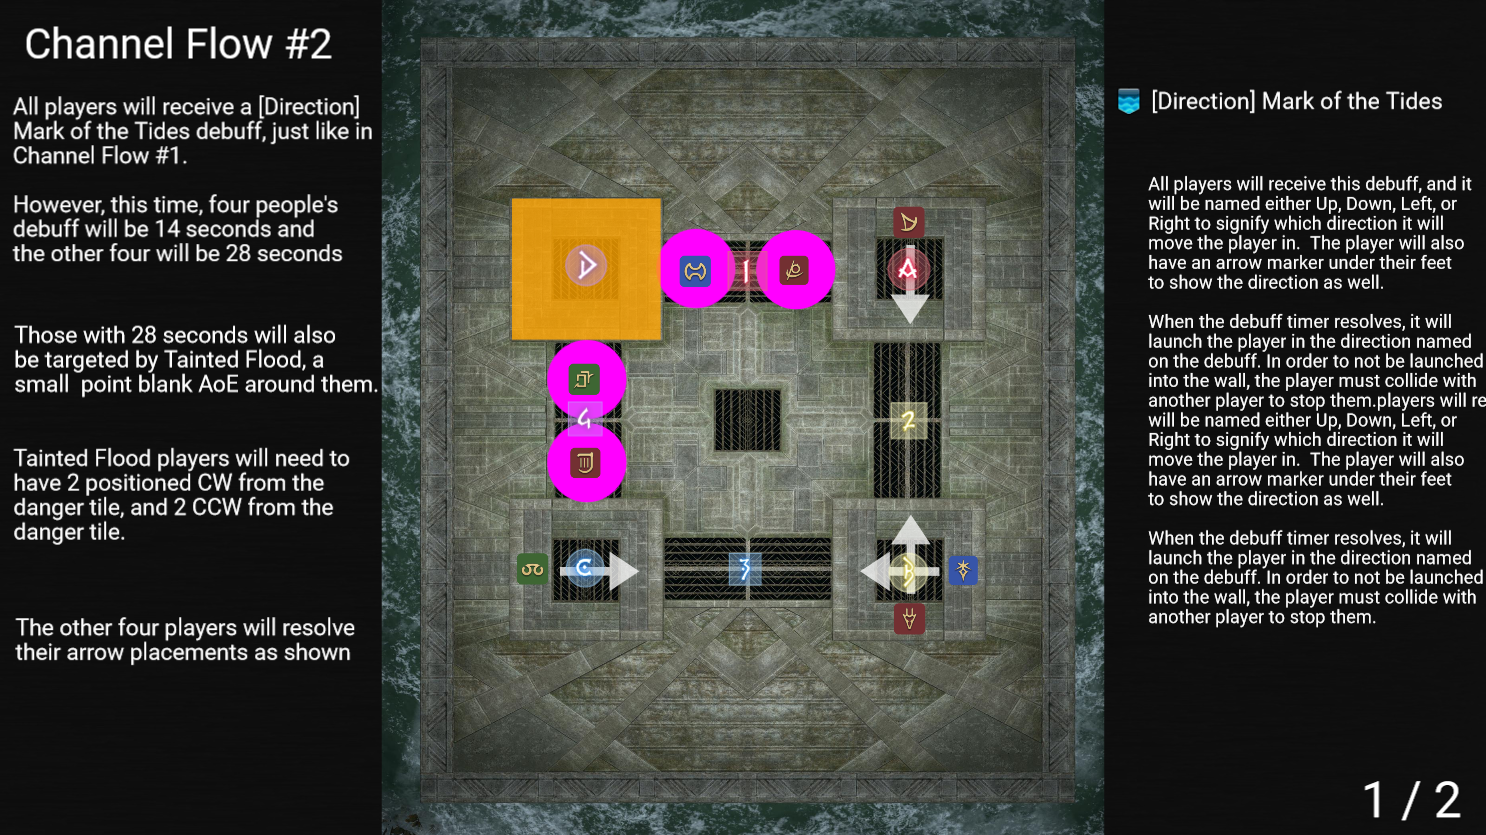 Channel Flow #2
All players will receive a [Direction]
Mark of the Tides debuff, just like in
Channel Flow #1.
However, this time, four people's
debuff will be 14 seconds and
the other four will be 28 seconds
Those with 28 seconds will also
be targeted by Tainted Flood, a
small point blank AoE around them.
Tainted Flood players will need to
have 2 positioned CW from the
danger tile, and 2 CCW from the
danger tile.
The other four players will resolve
their arrow placements as shown
D
1
A
4
2
C
3
B
[Direction] Mark of the Tides
All players will receive this debuff, and it
will be named either Up, Down, Left, or
Right to signify which direction it will
move the player in. The player will also
have an arrow marker under their feet
to show the direction as well.
When the debuff timer resolves, it will
launch the player in the direction named
on the debuff. In order to not be launched
into the wall, the player must collide with
another player to stop them.players will re
will be named either Up, Down, Left, or
Right to signify which direction it will
move the player in. The player will also
have an arrow marker under their feet
to show the direction as well.
When the debuff timer resolves, it will
launch the player in the direction named
on the debuff. In order to not be launched
into the wall, the player must collide with
another player to stop them.
1 / 2